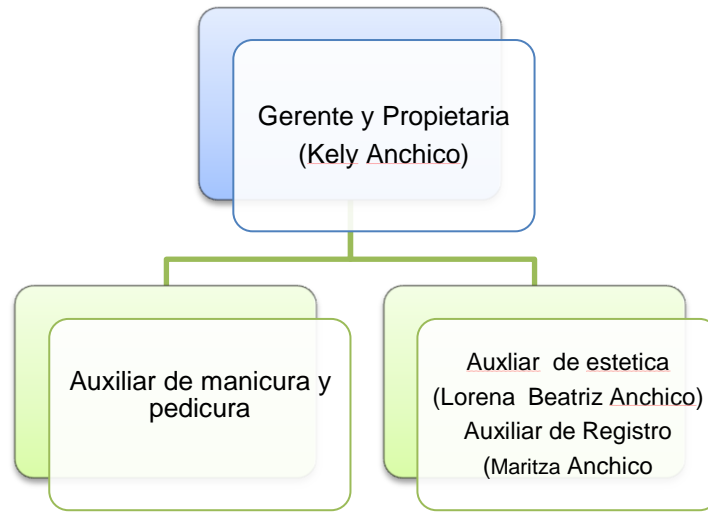 Gerente y Propietaria
(Kely Anchico)
Auxiliar de manicura y
pedicura
Auxliar de estetica
(Lorena Beatriz Anchico)
Auxiliar de Registro
(Maritza Anchico